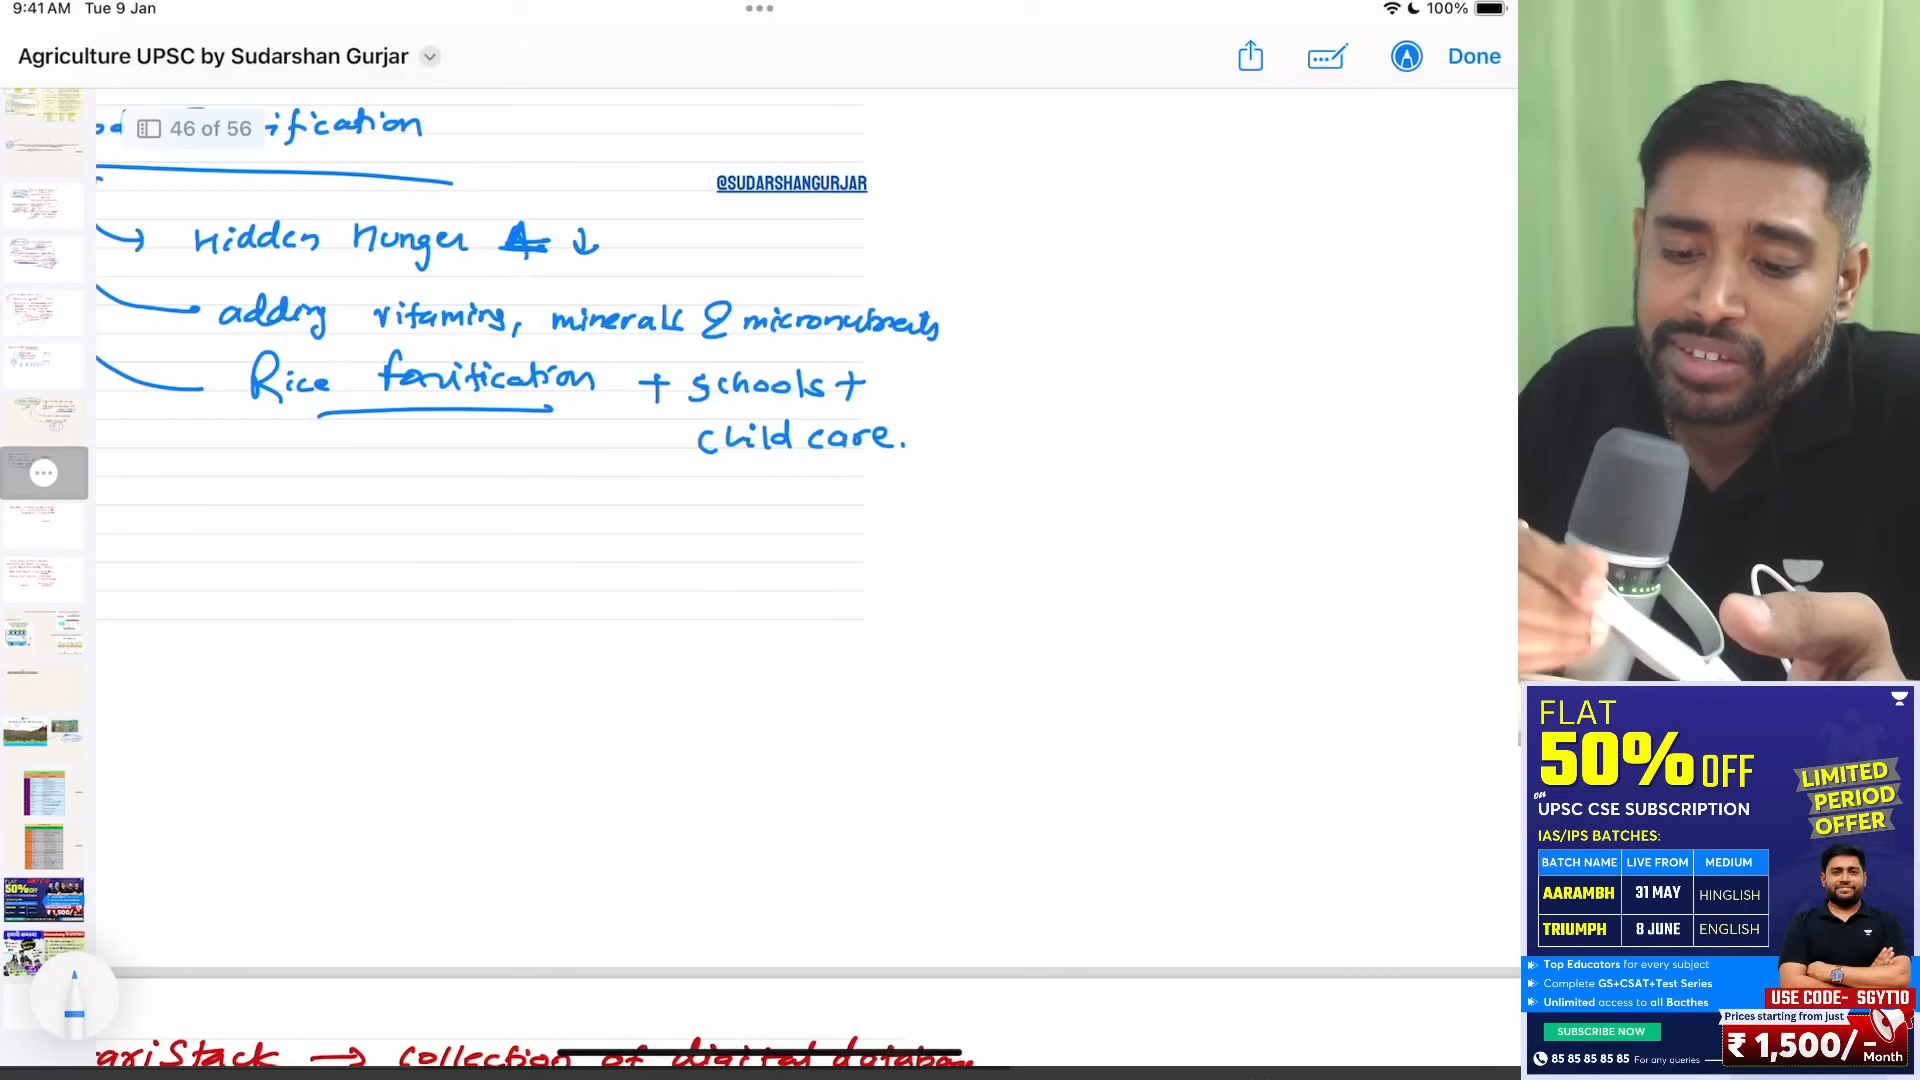 9:41 AM Tue 9 Jan
100%
Agriculture UPSC by Sudarshan Gurjar
Done
46 of 56
ification
@SUDARSHANGURJAR
→ Hidden Hunger ↓
adding vitamins, minerals & micronutrients
Rice fortification + schools +
child care.
ariStack → collection of digital database
FLAT
50% OFF
on
UPSC CSE SUBSCRIPTION
LIMITED
PERIOD
OFFER
IAS/IPS BATCHES:
BATCH NAME LIVE FROM MEDIUM
AARAMBH 31 MAY HINGLISH
TRIUMPH 8 JUNE ENGLISH
Top Educators for every subject
Complete GS+CSAT+Test Series
Unlimited access to all Bacthes
USE CODE- SGYT10
SUBSCRIBE NOW
Prices starting from just
₹ 1,500/-
Month
85 85 85 85 85 For any queries